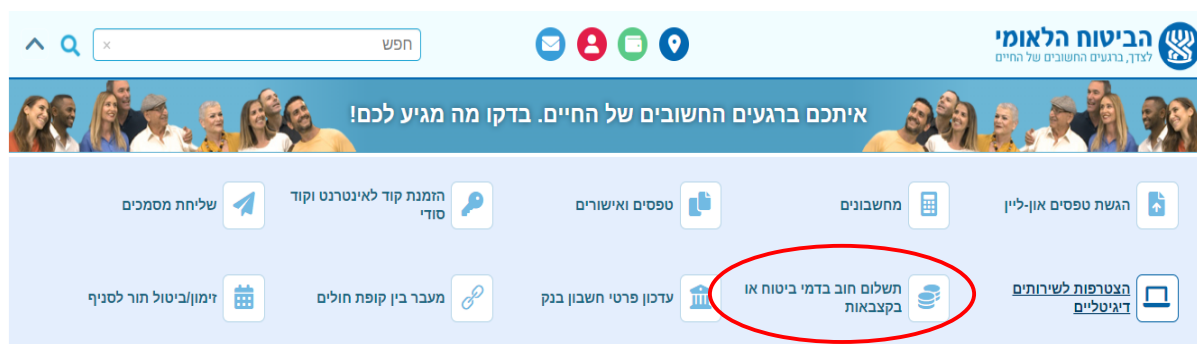 הביטוח הלאומי
לצדך, ברגעים החשובים של החיים
חפש
×
איתכם ברגעים החשובים של החיים. בדקו מה מגיע לכם!
הגשת טפסים און-ליין
מחשבונים
טפסים ואישורים
הזמנת קוד לאינטרנט וקוד
סודי
שליחת מסמכים
הצטרפות לשירותים
דיגיטליים
תשלום חוב בדמי ביטוח או
בקצבאות
עדכון פרטי חשבון בנק
מעבר בין קופת חולים
זימון/ביטול תור לסניף